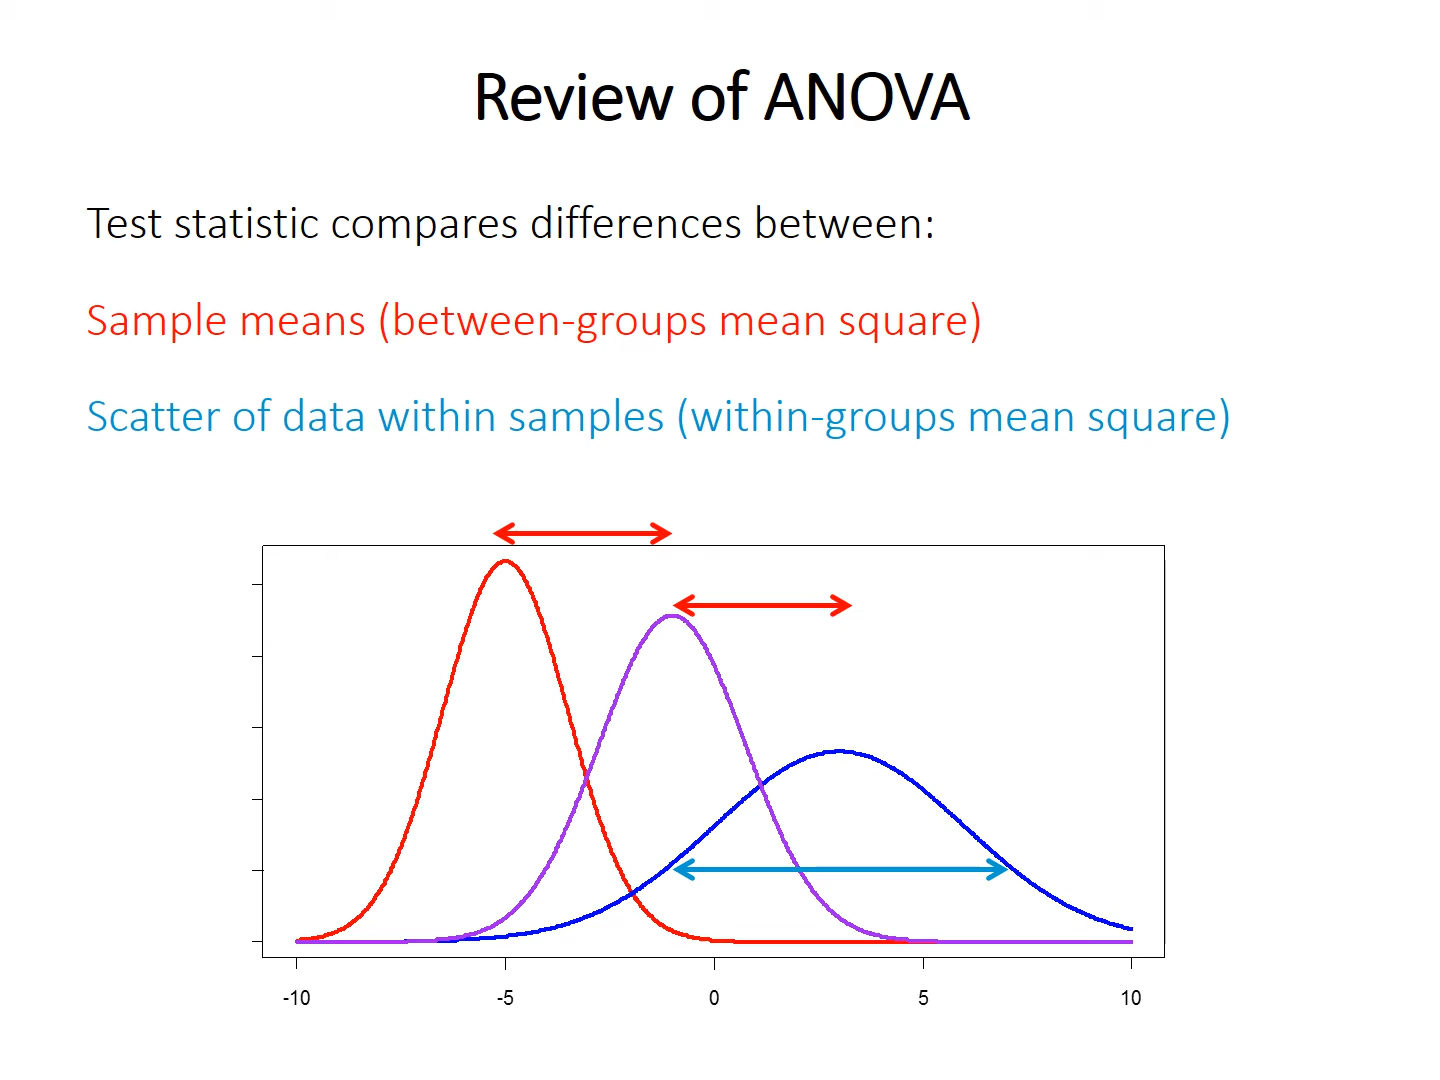 Review of ANOVA
Test statistic compares differences between:
Sample means (between-groups mean square)
Scatter of data within samples (within-groups mean square)
-10 -5 0 5 10